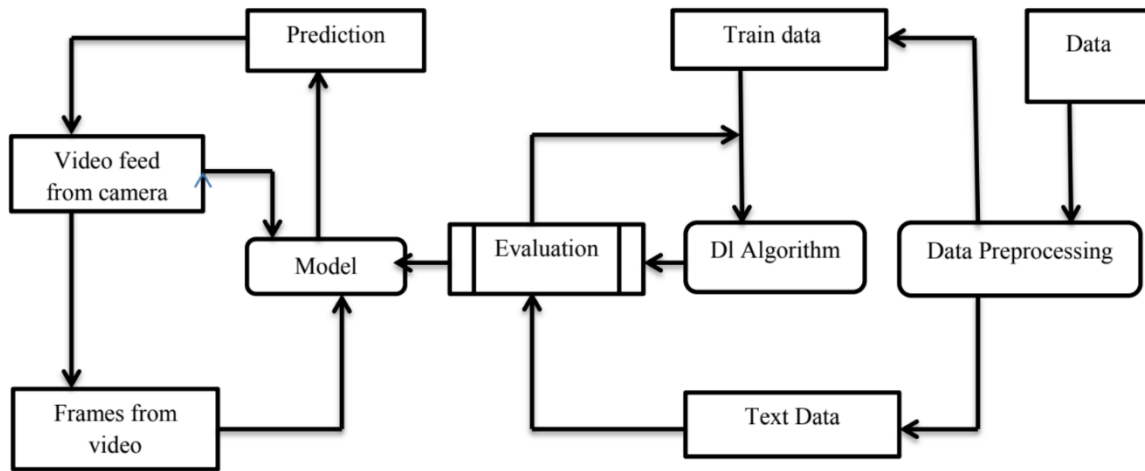 Prediction
Train data
Data
Video feed
from camera
Model
Evaluation
Dl Algorithm
Data Preprocessing
Frames from
video
Text Data